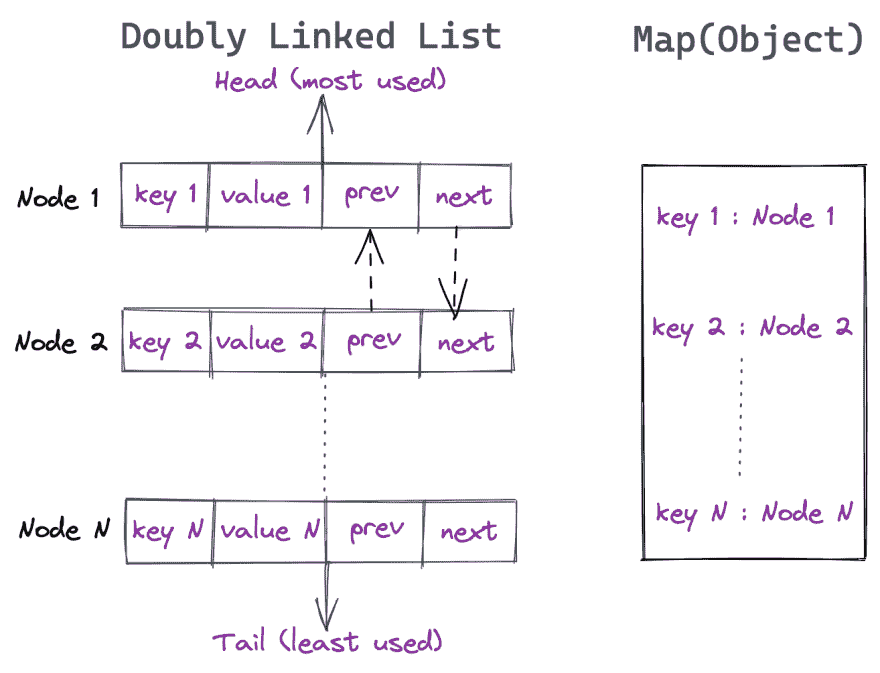 Doubly Linked List
Map(Object)
Head (most used)
Node 1
key 1
value 1
prev
next
key 1 : Node 1
Node 2
key 2
value 2
prev
next
key 2 : Node 2
Node N
key N
value N
prev
next
key N : Node N
Tail (least used)